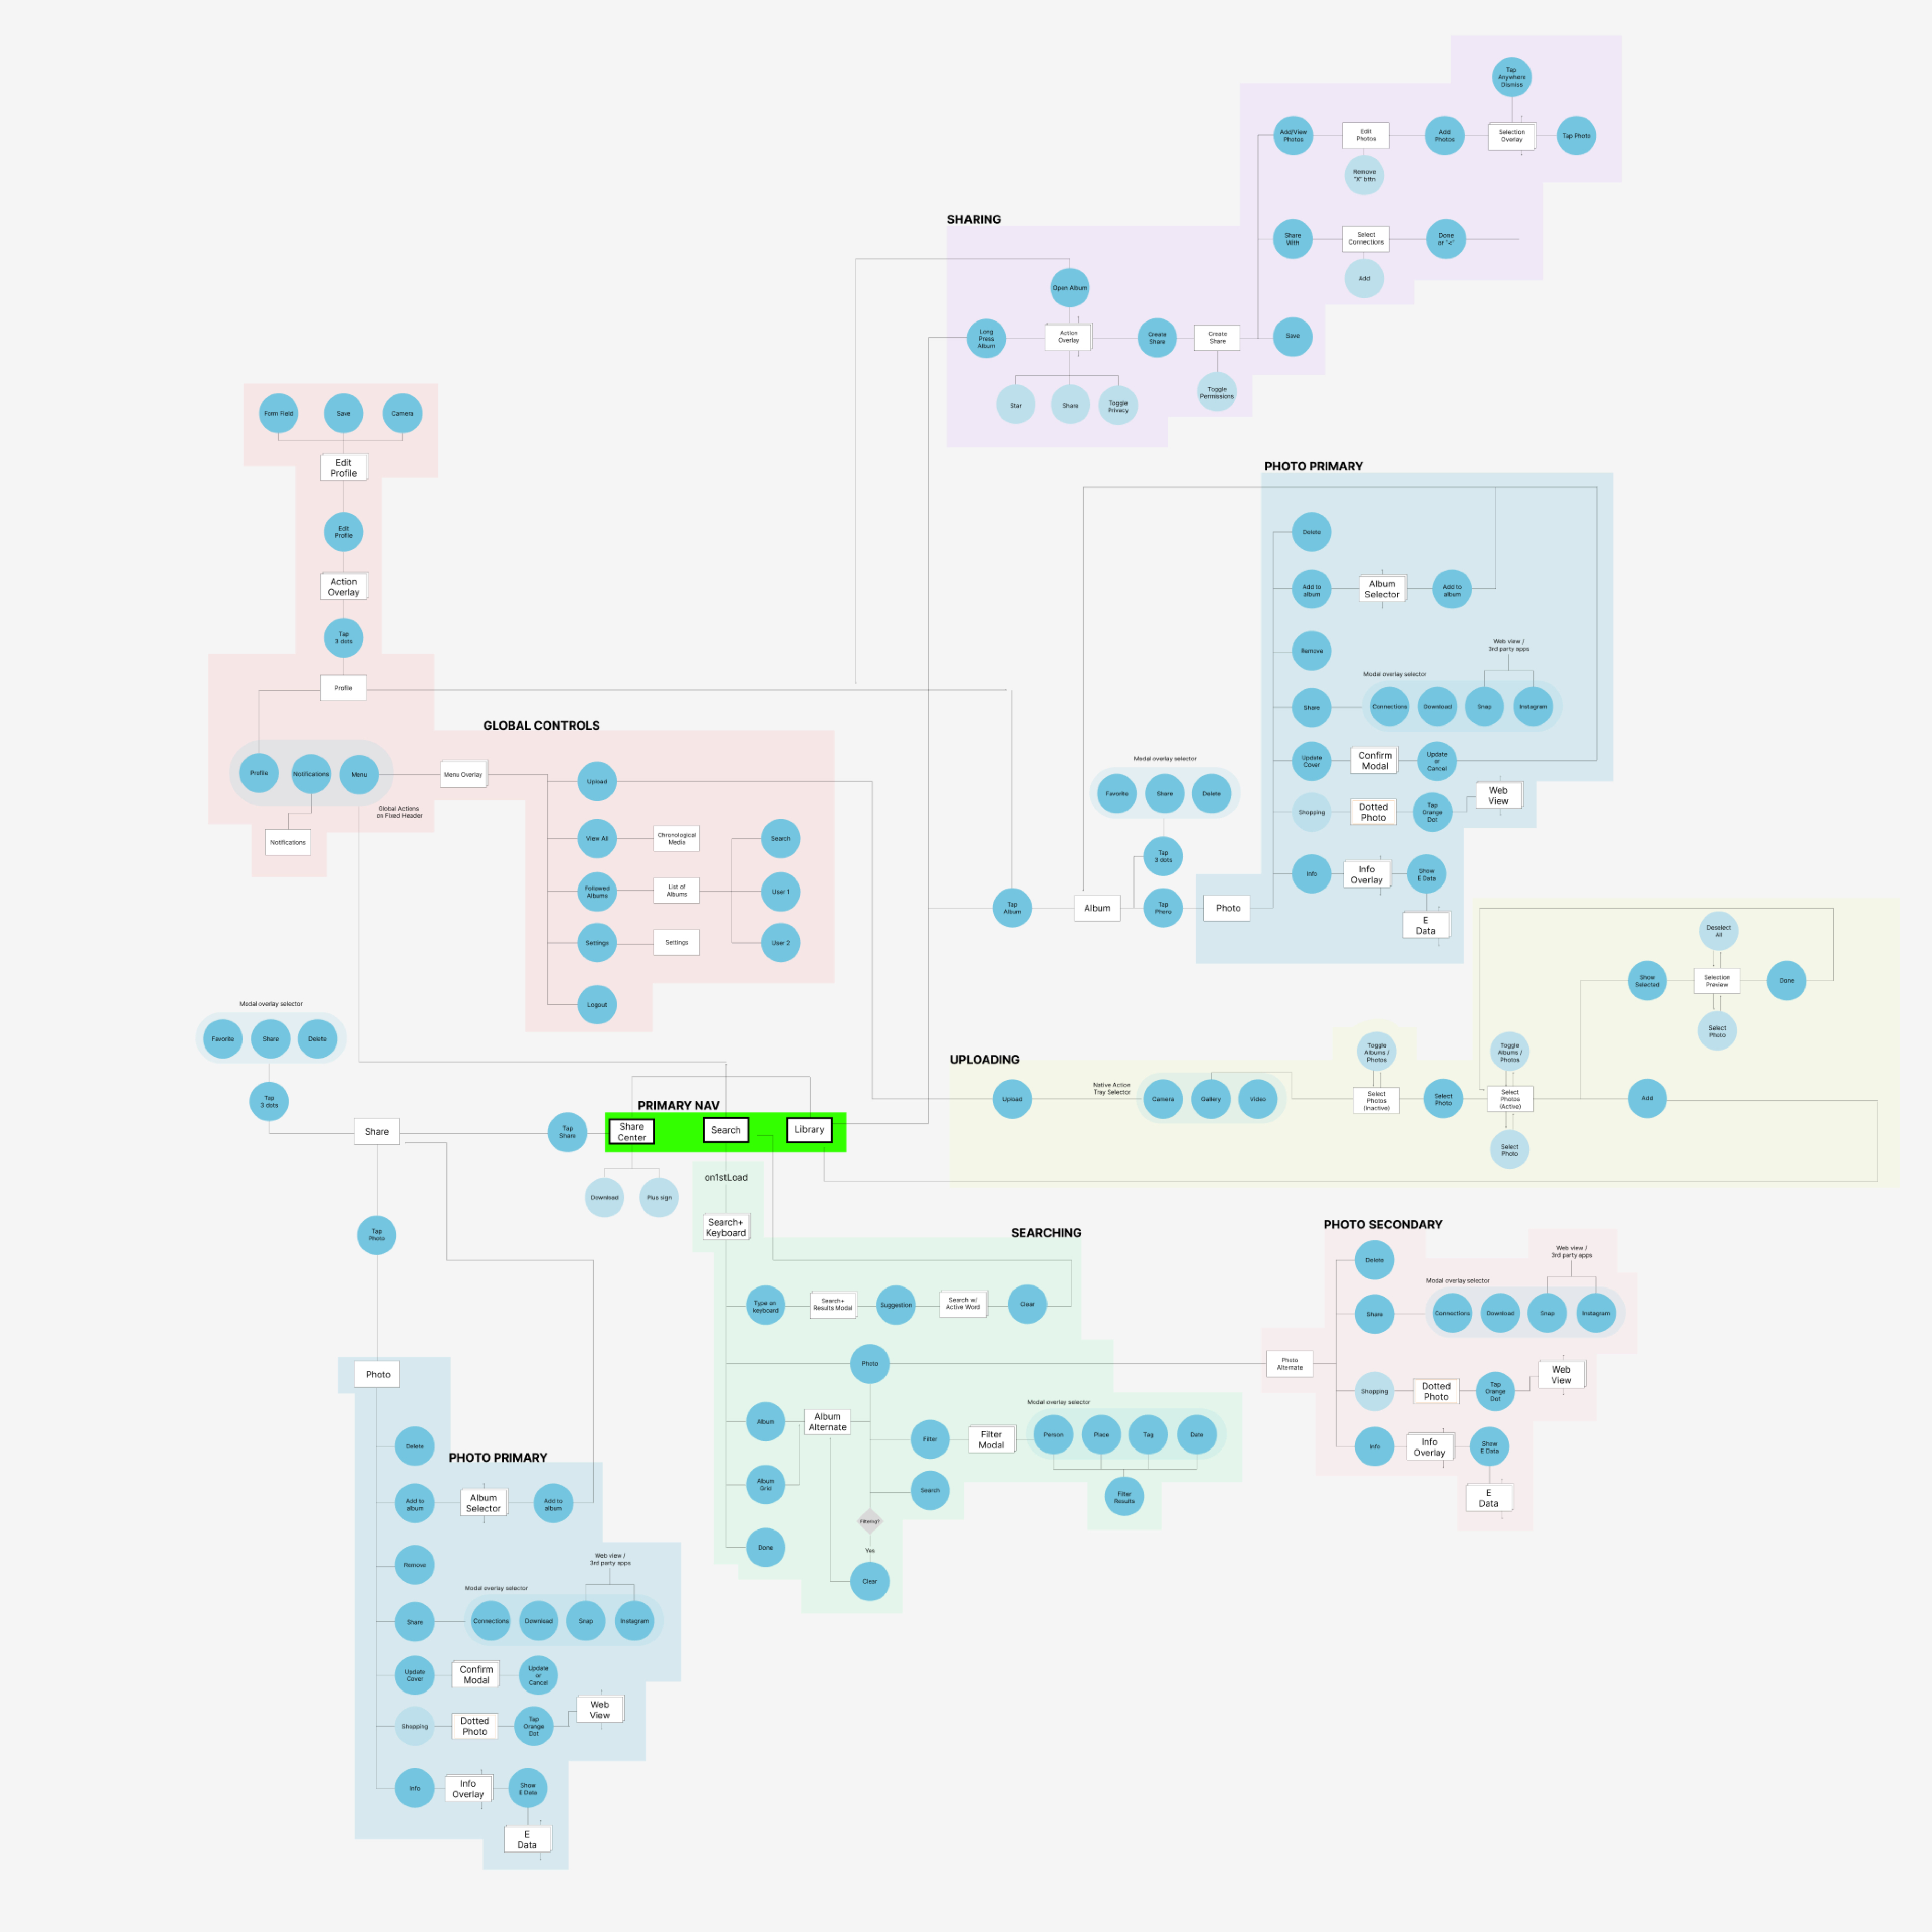 Tap
Anywhere
Dismiss
Add/View
Photos
Edit
Photos
Add
Photos
Selection
Overlay
Tap Photo
Remove
"X" bttn
SHARING
Share
With
Select
Connections
Done
or "<"
Add
Open Album
Long
Press
Album
Action
Overlay
Create
Share
Create
Share
Save
Star
Share
Toggle
Privacy
Toggle
Permissions
Form Field
Save
Camera
Edit
Profile
Edit
Profile
Action
Overlay
Tap
3 dots
Profile
GLOBAL CONTROLS
Profile
Notifications
Menu
Menu Overlay
Global Actions
on Fixed Header
Notifications
Upload
View All
Chronological
Media
Search
Followed
Albums
List of
Albums
User 1
Settings
Settings
User 2
Logout
PHOTO PRIMARY
Delete
Add to
album
Album
Selector
Add to
album
Remove
Web view /
3rd party apps
Modal overlay selector
Share
Connections
Download
Snap
Instagram
Update
Cover
Confirm
Modal
Update
or
Cancel
Shopping
Dotted
Photo
Tap
Orange
Dot
Web
View
Info
Info
Overlay
Show
E Data
E
Data
Modal overlay selector
Favorite
Share
Delete
Tap
3 dots
Tap
Album
Album
Tap
Phono
Photo
UPLOADING
Upload
Native Action
Tray Selector
Camera
Gallery
Video
Toggle
Albums /
Photos
Select
Photos
(Inactive)
Select
Photo
Toggle
Albums /
Photos
Select
Photos
(Active)
Select
Photo
Add
Show
Selected
Deselect
All
Selection
Preview
Select
Photo
Done
Modal overlay selector
Favorite
Share
Delete
Tap
3 dots
Share
Tap
Share
PRIMARY NAV
Share
Center
Search
Library
Download
Plus sign
on1stLoad
Search+
Keyboard
SEARCHING
Type on
keyboard
Search+
Results Modal
Suggestion
Search w/
Active Word
Clear
Photo
Album
Album
Alternate
Filter
Filter
Modal
Modal overlay selector
Person
Place
Tag
Date
Filter
Results
Album
Grid
Search
Filtering?
Yes
Done
Clear
PHOTO SECONDARY
Photo
Alternate
Delete
Web view /
3rd party apps
Modal overlay selector
Share
Connections
Download
Snap
Instagram
Shopping
Dotted
Photo
Tap
Orange
Dot
Web
View
Info
Info
Overlay
Show
E Data
E
Data
Tap
Photo
Photo
PHOTO PRIMARY
Delete
Add to
album
Album
Selector
Add to
album
Remove
Web view /
3rd party apps
Modal overlay selector
Share
Connections
Download
Snap
Instagram
Update
Cover
Confirm
Modal
Update
or
Cancel
Shopping
Dotted
Photo
Tap
Orange
Dot
Web
View
Info
Info
Overlay
Show
E Data
E
Data